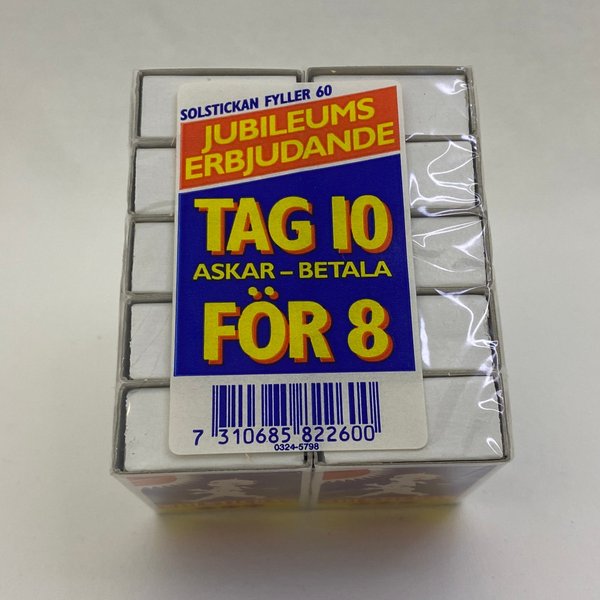 SOLSTICKAN FYLLER 60
JUBILEUMS
ERBJUDANDE
TAG 10
ASKAR – BETALA
FÖR 8
7 310685 822600
0324-5798